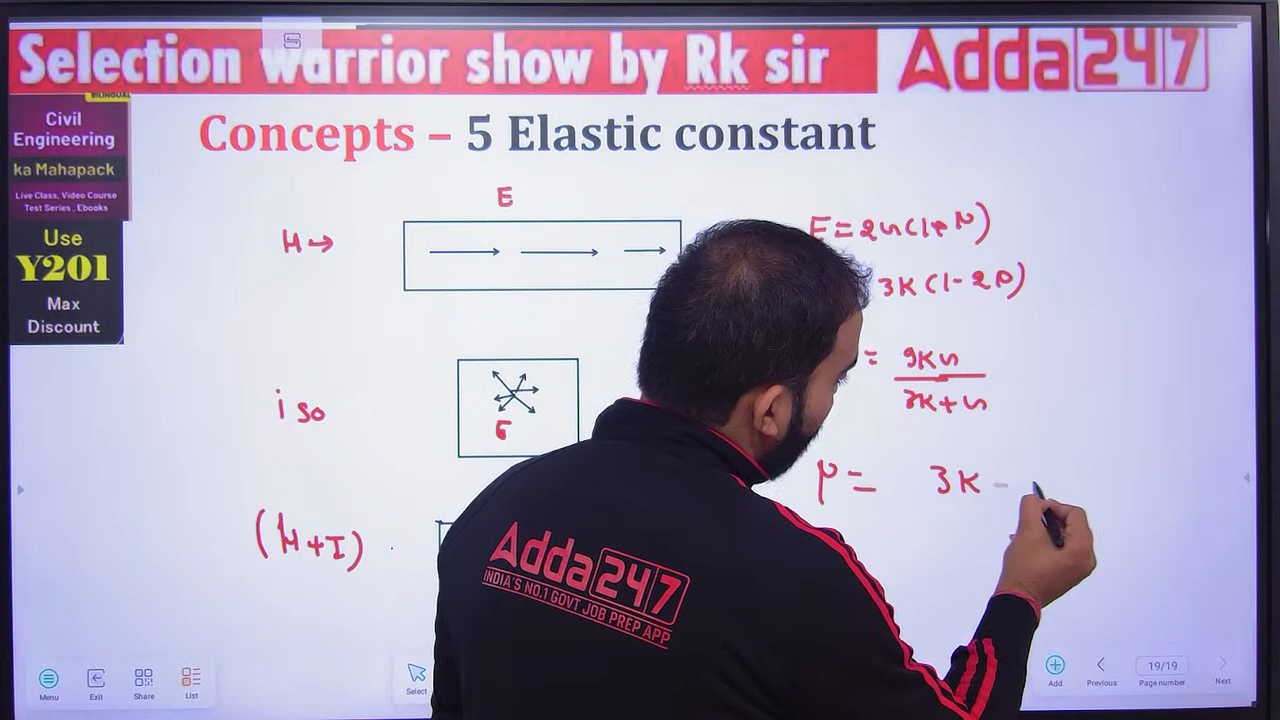 Selection warrior show by Rk sir
Adda247
BILINGUAL
Civil
Engineering
ka Mahapack
Live Class, Video Course
Test Series , Ebooks
Use
Y201
Max
Discount
Concepts – 5 Elastic constant
E
H→
E=2G(1+μ)
3K(1-2μ)
= 9KG
3K+G
iso
μ= 3K -
(H+I)
Adda247
INDIA'S NO.1 GOVT JOB PREP APP
Menu
Exit
Share
List
Select
Add
Previous
19/19
Page number
Next